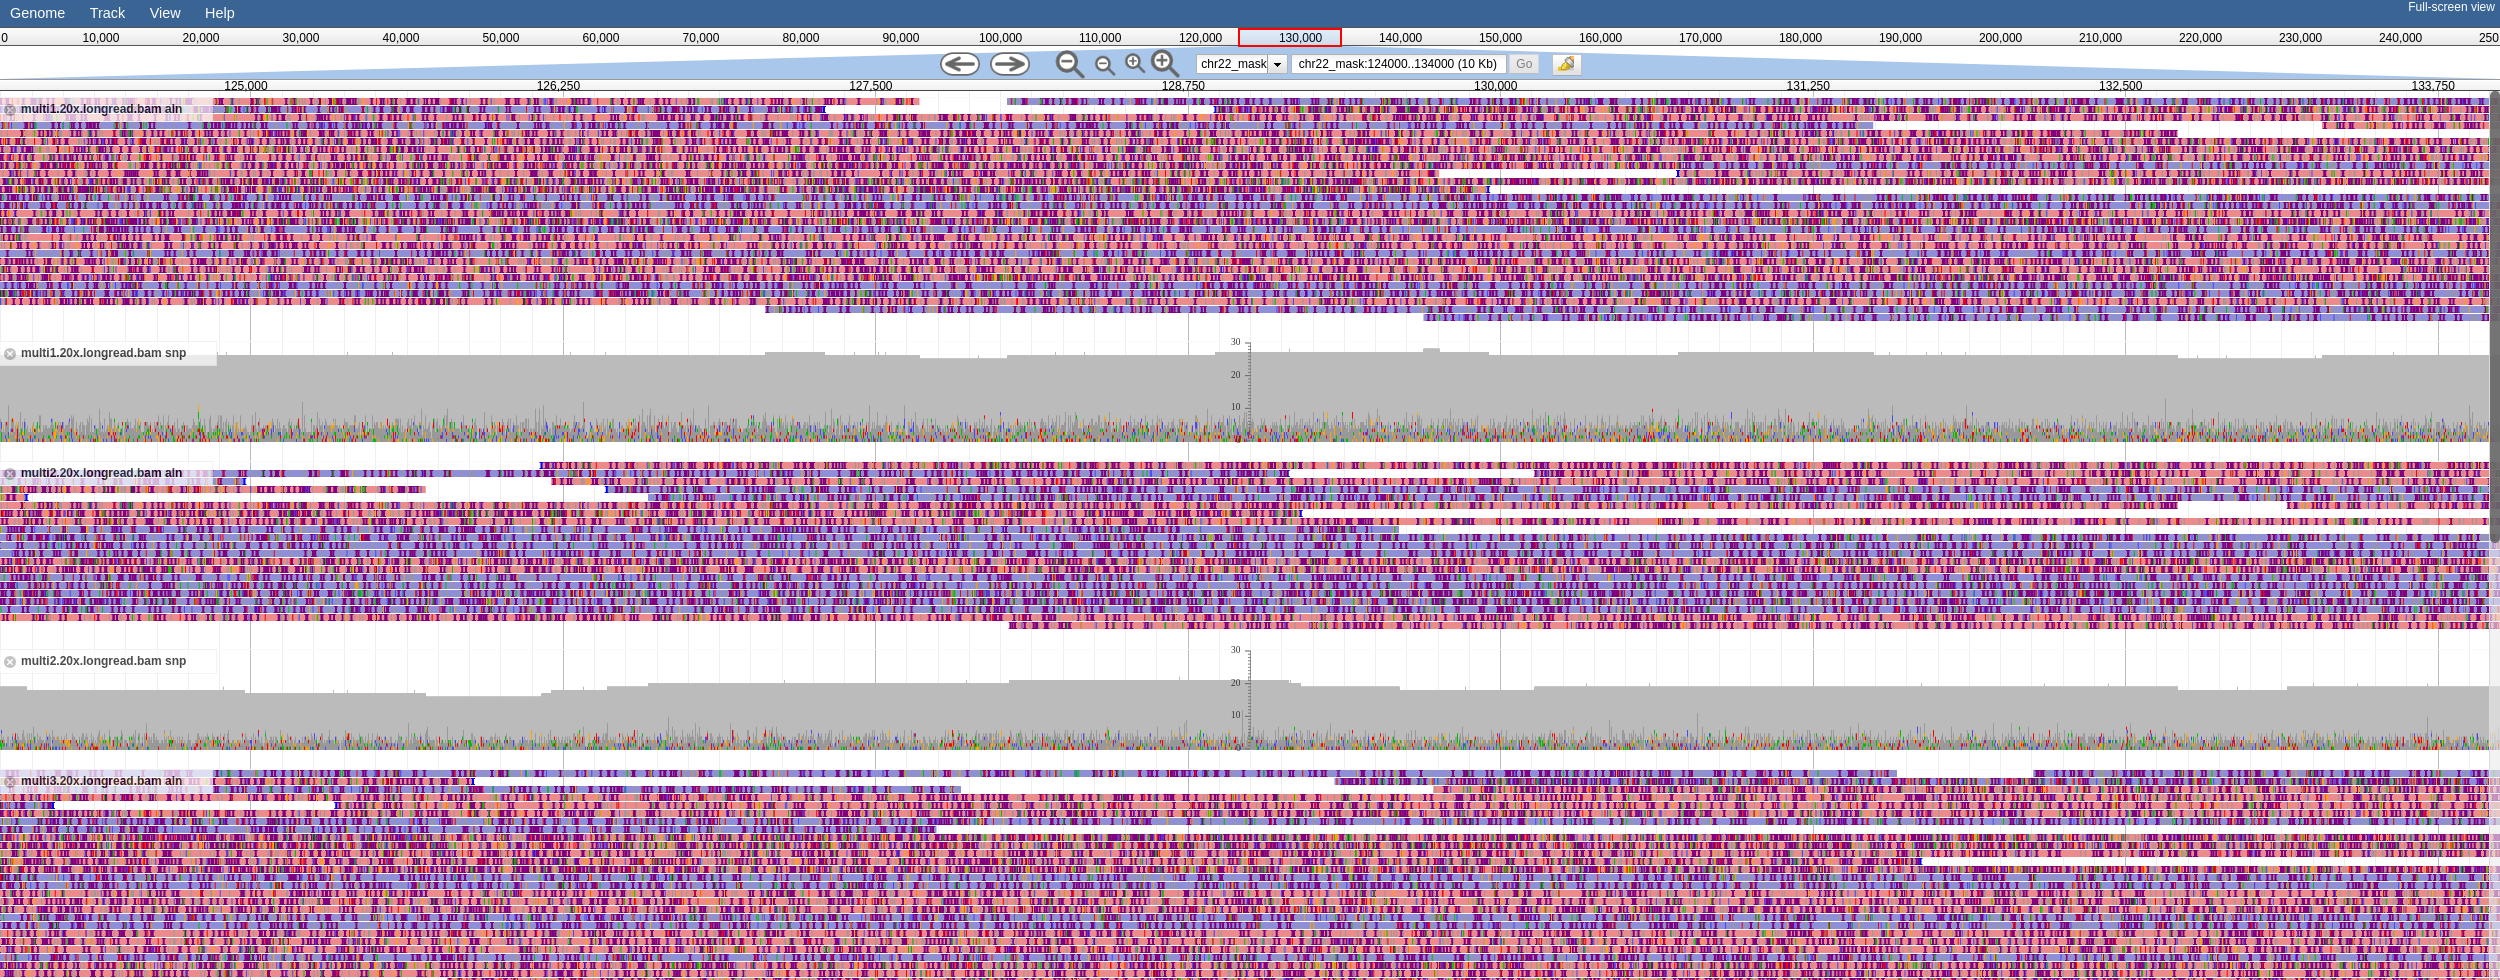 Genome Track View Help Full-screen view
0 10,000 20,000 30,000 40,000 50,000 60,000 70,000 80,000 90,000 100,000 110,000 120,000 130,000 140,000 150,000 160,000 170,000 180,000 190,000 200,000 210,000 220,000 230,000 240,000 250
chr22_mask chr22_mask:124000..134000 (10 Kb) Go
125,000 126,250 127,500 128,750 130,000 131,250 132,500 133,750
multi1.20x.longread.bam aln
multi1.20x.longread.bam snp
30
20
10
0
multi2.20x.longread.bam aln
multi2.20x.longread.bam snp
30
20
10
0
multi3.20x.longread.bam aln